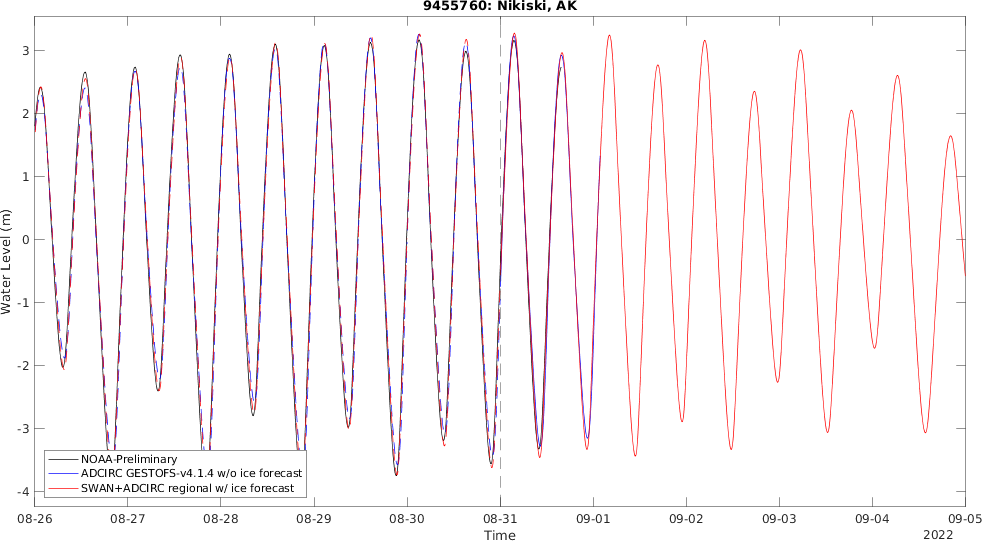 9455760: Nikiski, AK
Water Level (m)
3
2
1
0
-1
-2
-3
-4
NOAA-Preliminary
ADCIRC GESTOFS-v4.1.4 w/o ice forecast
SWAN+ADCIRC regional w/ ice forecast
08-26 08-27 08-28 08-29 08-30 08-31 09-01 09-02 09-03 09-04 09-05
Time
2022